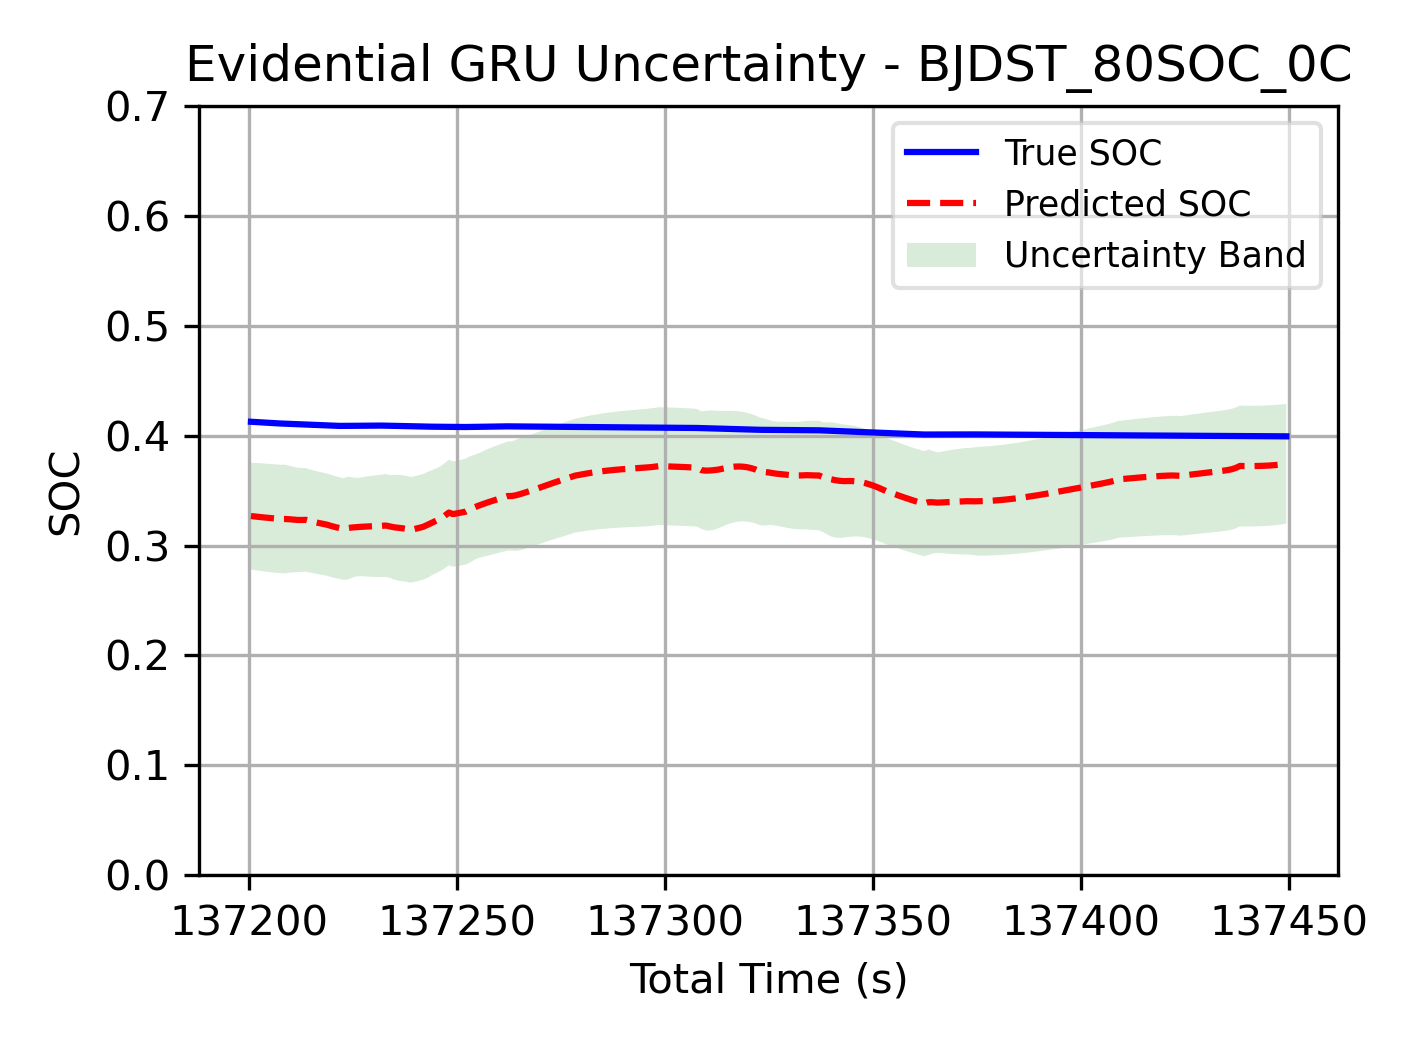 Evidential GRU Uncertainty - BJDST_80SOC_0C
True SOC
Predicted SOC
Uncertainty Band
SOC
0.7
0.6
0.5
0.4
0.3
0.2
0.1
0.0
137200 137250 137300 137350 137400 137450
Total Time (s)